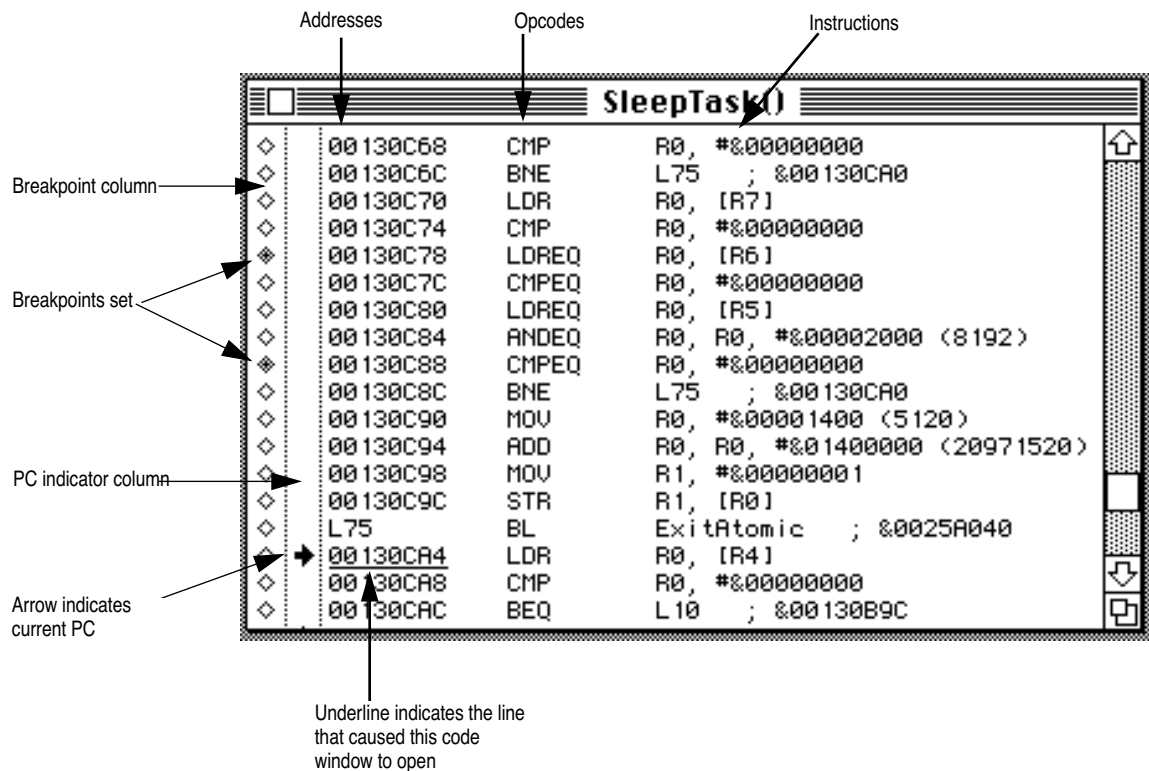 Addresses
Opcodes
Instructions
SleepTask()
00130C68 CMP R0, #&00000000
Breakpoint column
00130C6C BNE L75 ; &00130CA0
00130C70 LDR R0, [R7]
00130C74 CMP R0, #&00000000
00130C78 LDREQ R0, [R6]
Breakpoints set
00130C7C CMPEQ R0, #&00000000
00130C80 LDREQ R0, [R5]
00130C84 ANDEQ R0, R0, #&00002000 (8192)
00130C88 CMPEQ R0, #&00000000
00130C8C BNE L75 ; &00130CA0
00130C90 MOV R0, #&00001400 (5120)
00130C94 ADD R0, R0, #&01400000 (20971520)
PC indicator column
00130C98 MOV R1, #&00000001
00130C9C STR R1, [R0]
L75 BL ExitAtomic ; &0025A040
00130CA4 LDR R0, [R4]
00130CA8 CMP R0, #&00000000
00130CAC BEQ L10 ; &00130B9C
Arrow indicates
current PC
Underline indicates the line
that caused this code
window to open